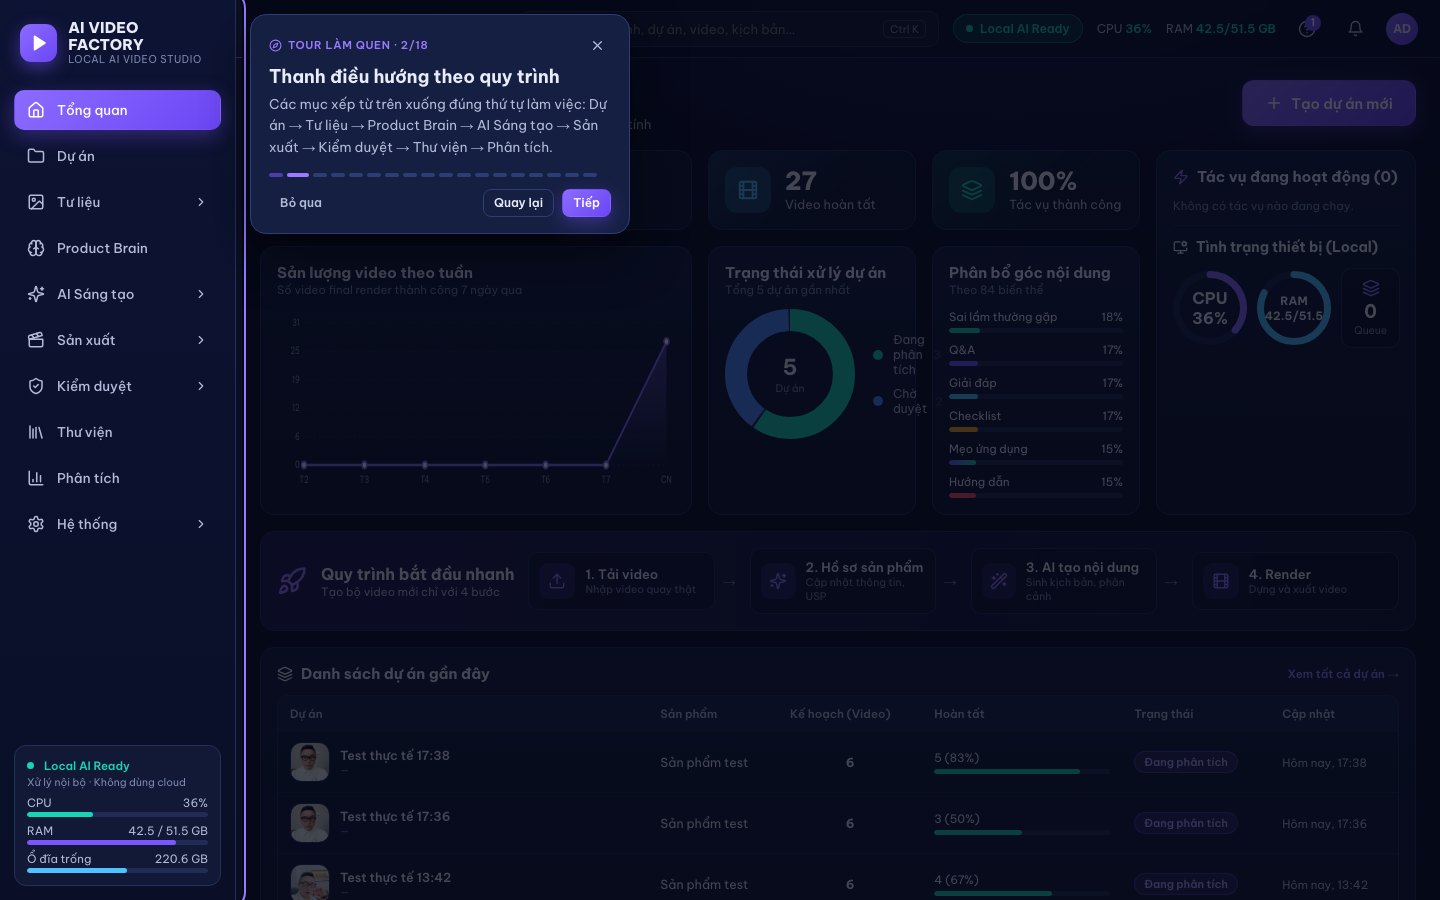 AI VIDEO
FACTORY
LOCAL AI VIDEO STUDIO
Tổng quan
Dự án
Tư liệu
Product Brain
AI Sáng tạo
Sản xuất
Kiểm duyệt
Thư viện
Phân tích
Hệ thống
Local AI Ready
Xử lý nội bộ · Không dùng cloud
CPU 36%
RAM 42.5 / 51.5 GB
Ổ đĩa trống 220.6 GB
TOUR LÀM QUEN · 2/18
Thanh điều hướng theo quy trình
Các mục xếp từ trên xuống đúng thứ tự làm việc: Dự
án → Tư liệu → Product Brain → AI Sáng tạo → Sản
xuất → Kiểm duyệt → Thư viện → Phân tích.
Bỏ qua
Quay lại
Tiếp
dự án, video, kịch bản...
Ctrl K
Local AI Ready
CPU 36%
RAM 42.5/51.5 GB
1
AD
tính
Tạo dự án mới
27
Video hoàn tất
100%
Tác vụ thành công
Tác vụ đang hoạt động (0)
Không có tác vụ nào đang chạy.
Tình trạng thiết bị (Local)
CPU
36%
RAM
42.5/51.5
0
Queue
Sản lượng video theo tuần
Số video final render thành công 7 ngày qua
31
25
19
12
6
0
T2 T3 T4 T5 T6 T7 CN
Trạng thái xử lý dự án
Tổng 5 dự án gần nhất
5
Dự án
Đang
phân 3
tích
Chờ
duyệt 2
Phân bổ góc nội dung
Theo 84 biến thể
Sai lầm thường gặp 18%
Q&A 17%
Giải đáp 17%
Checklist 17%
Mẹo ứng dụng 15%
Hướng dẫn 15%
Quy trình bắt đầu nhanh
Tạo bộ video mới chỉ với 4 bước
1. Tải video
Nhập video quay thật
→
2. Hồ sơ sản phẩm
Cập nhật thông tin,
USP
→
3. AI tạo nội dung
Sinh kịch bản, phân
cảnh
→
4. Render
Dựng và xuất video
Danh sách dự án gần đây
Xem tất cả dự án →
Dự án Sản phẩm Kế hoạch (Video) Hoàn tất Trạng thái Cập nhật
Test thực tế 17:38
—
Sản phẩm test 6 5 (83%) Đang phân tích Hôm nay, 17:38
Test thực tế 17:36
—
Sản phẩm test 6 3 (50%) Đang phân tích Hôm nay, 17:36
Test thực tế 13:42
—
Sản phẩm test 6 4 (67%) Đang phân tích Hôm nay, 13:42